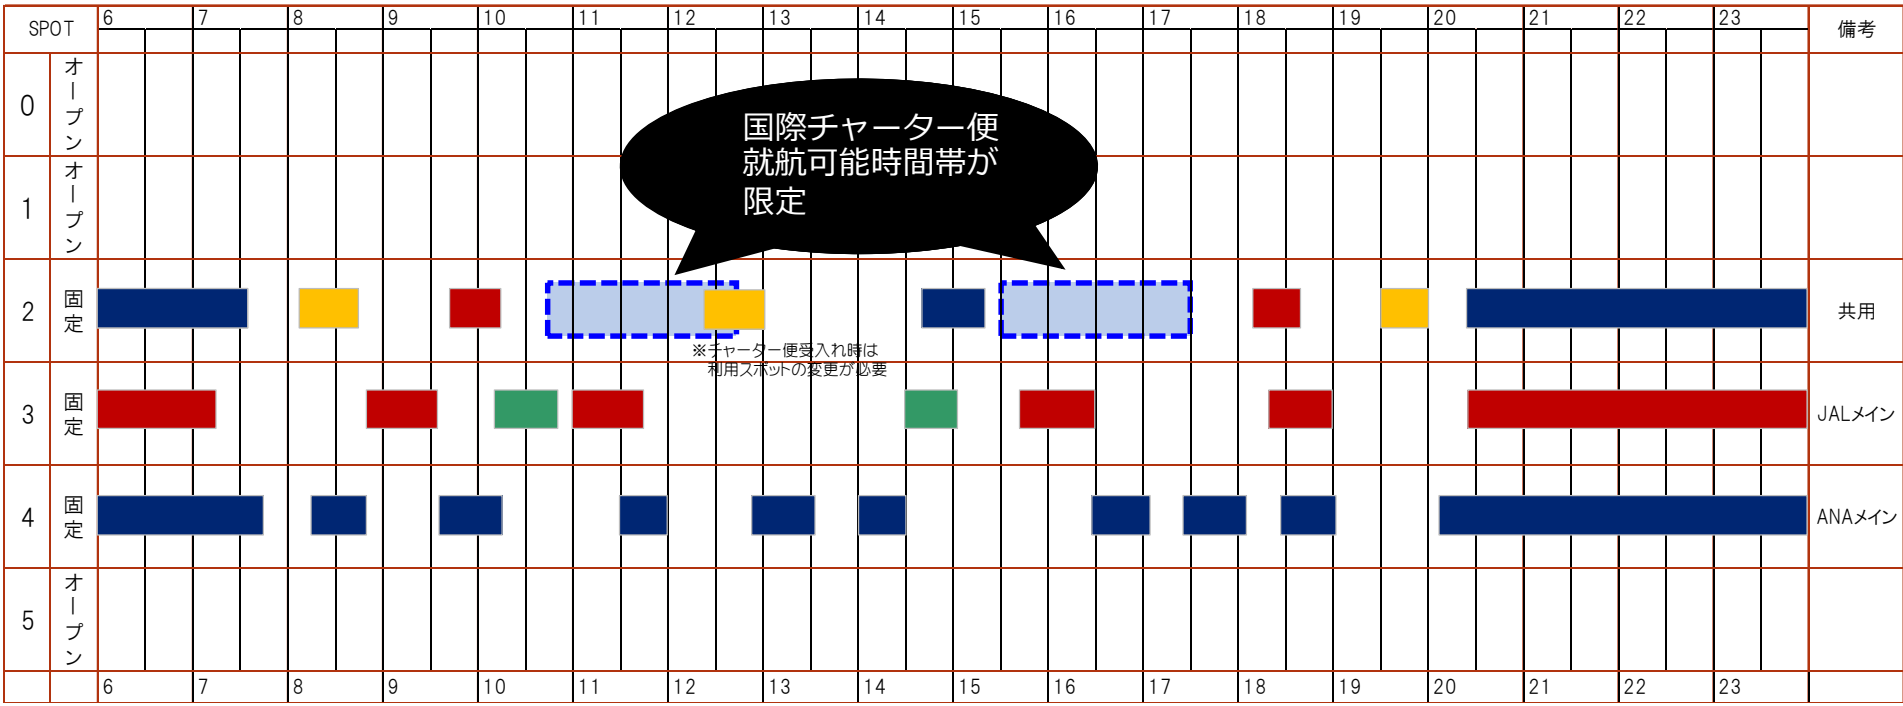 SPOT 6 7 8 9 10 11 12 13 14 15 16 17 18 19 20 21 22 23 備考
0 オープン
国際チャーター便
就航可能時間帯が
限定
1 オープン
2 固定 共用
※チャーター便受入れ時は
利用スポットの変更が必要
3 固定 JALメイン
4 固定 ANAメイン
5 オープン
6 7 8 9 10 11 12 13 14 15 16 17 18 19 20 21 22 23